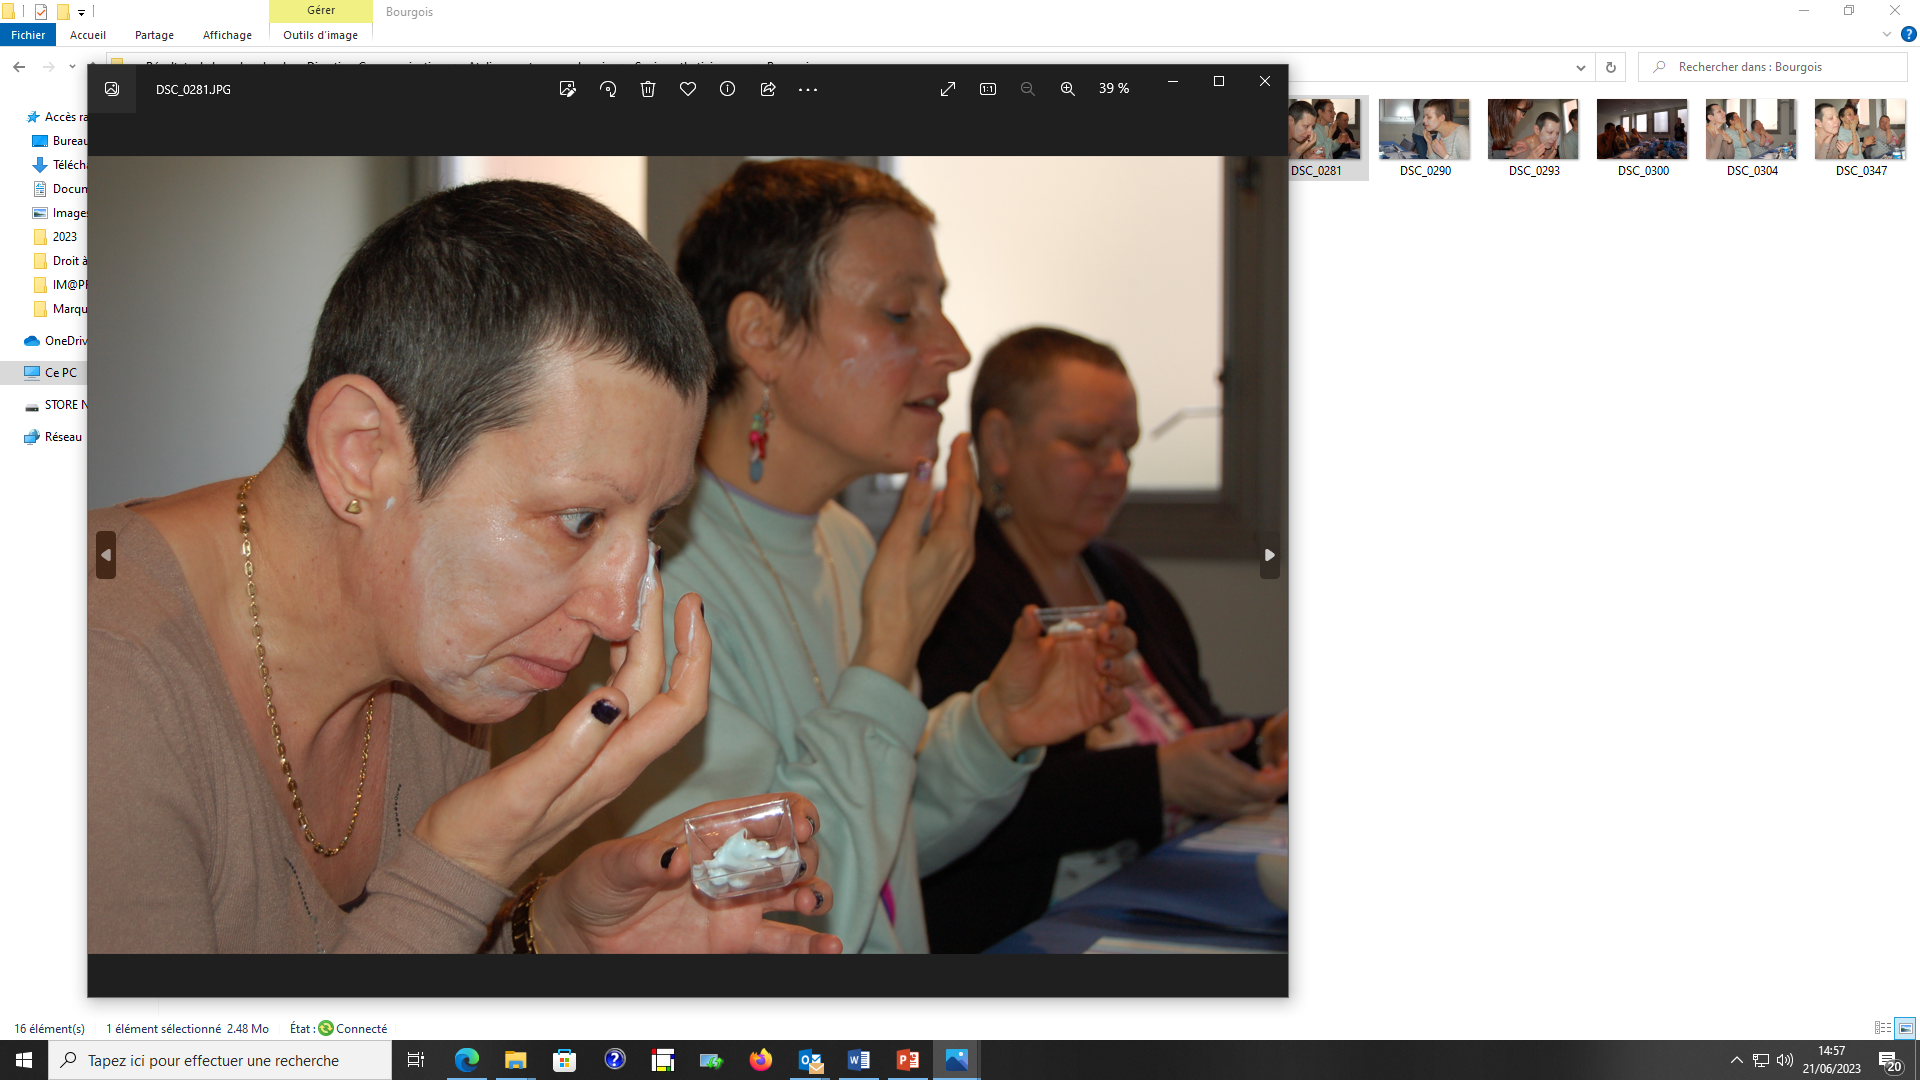 Gérer
Bourgois
Fichier
Accueil
Partage
Affichage
Outils d'image
Rechercher dans : Bourgois
DSC_0281.JPG
39 %
Accès ra
Bureau
Téléch
Docum
Images
2023
Droit à
IM@P
Marqu
OneDriv
Ce PC
STORE N
Réseau
DSC_0281
DSC_0290
DSC_0293
DSC_0300
DSC_0304
DSC_0347
16 élément(s)
1 élément sélectionné 2.48 Mo
État : Connecté
Tapez ici pour effectuer une recherche
14:57
21/06/2023
20